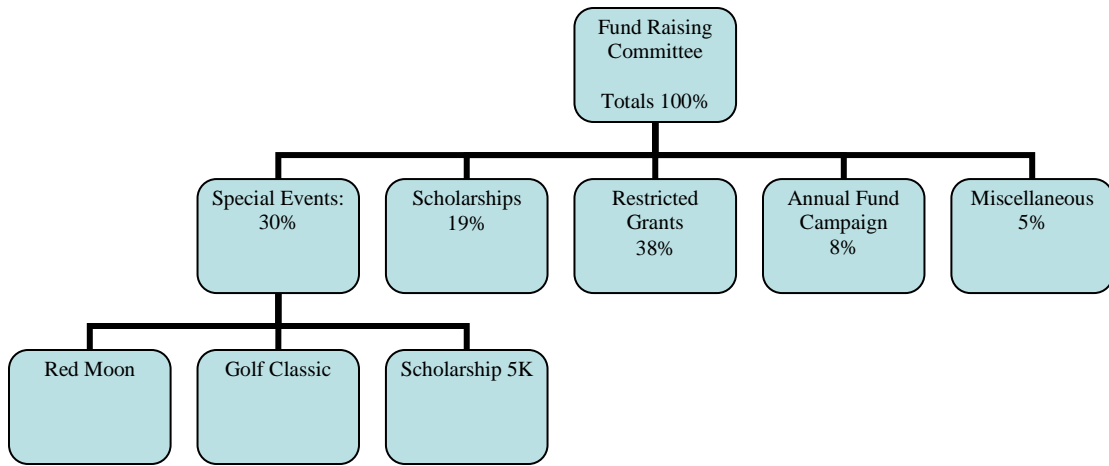 Fund Raising
Committee
Totals 100%
Special Events:
30%
Scholarships
19%
Restricted
Grants
38%
Annual Fund
Campaign
8%
Miscellaneous
5%
Red Moon
Golf Classic
Scholarship 5K